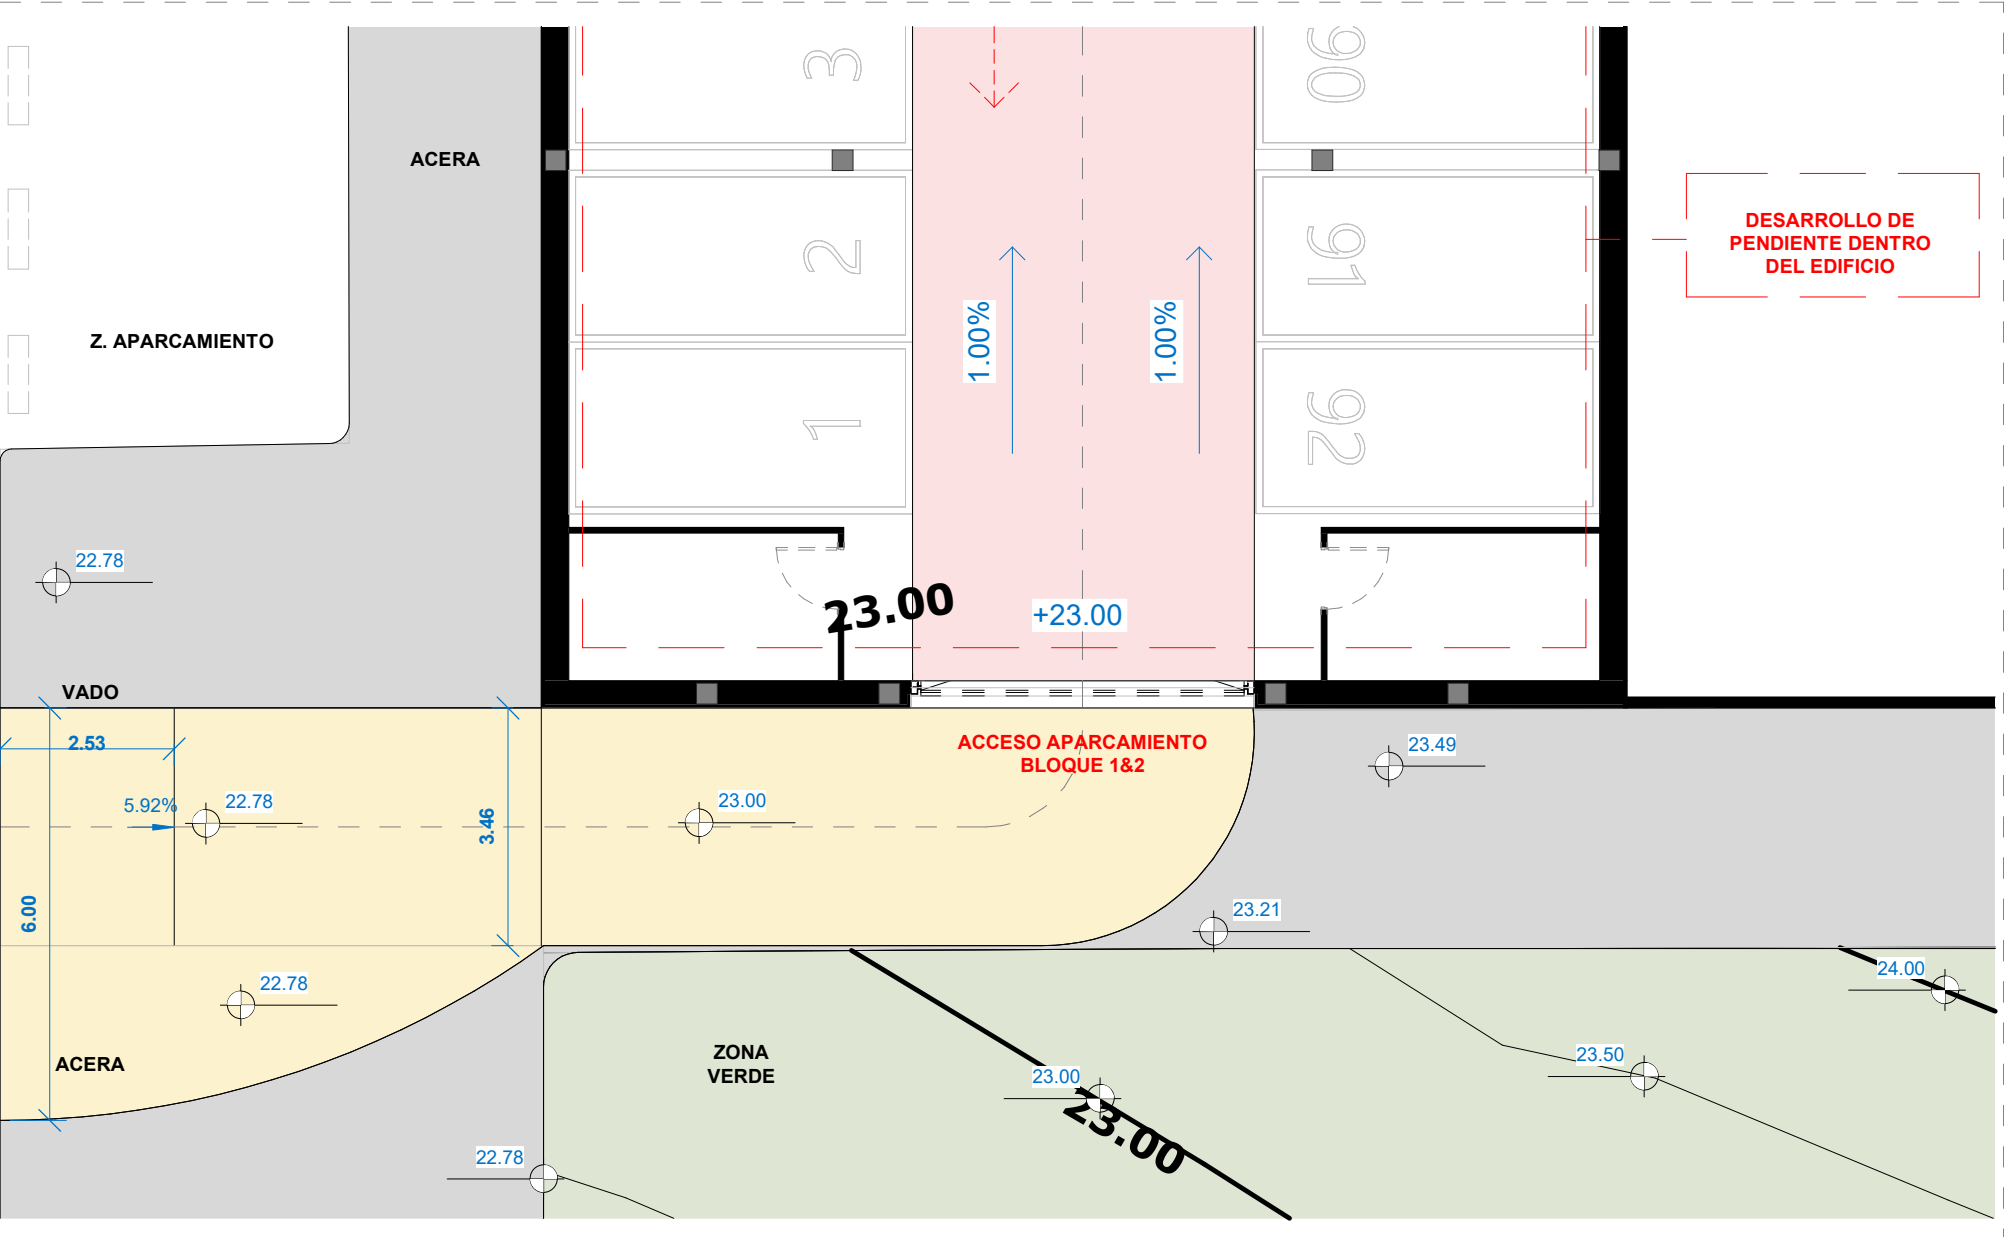 3
90
ACERA
2
91
DESARROLLO DE
PENDIENTE DENTRO
DEL EDIFICIO
Z. APARCAMIENTO
1.00%
1.00%
1
92
22.78
23.00
+23.00
VADO
2.53
ACCESO APARCAMIENTO
BLOQUE 1&2
23.49
5.92%
22.78
3.46
23.00
6.00
23.21
22.78
24.00
ACERA
ZONA
VERDE
23.00
23.50
23.00
22.78